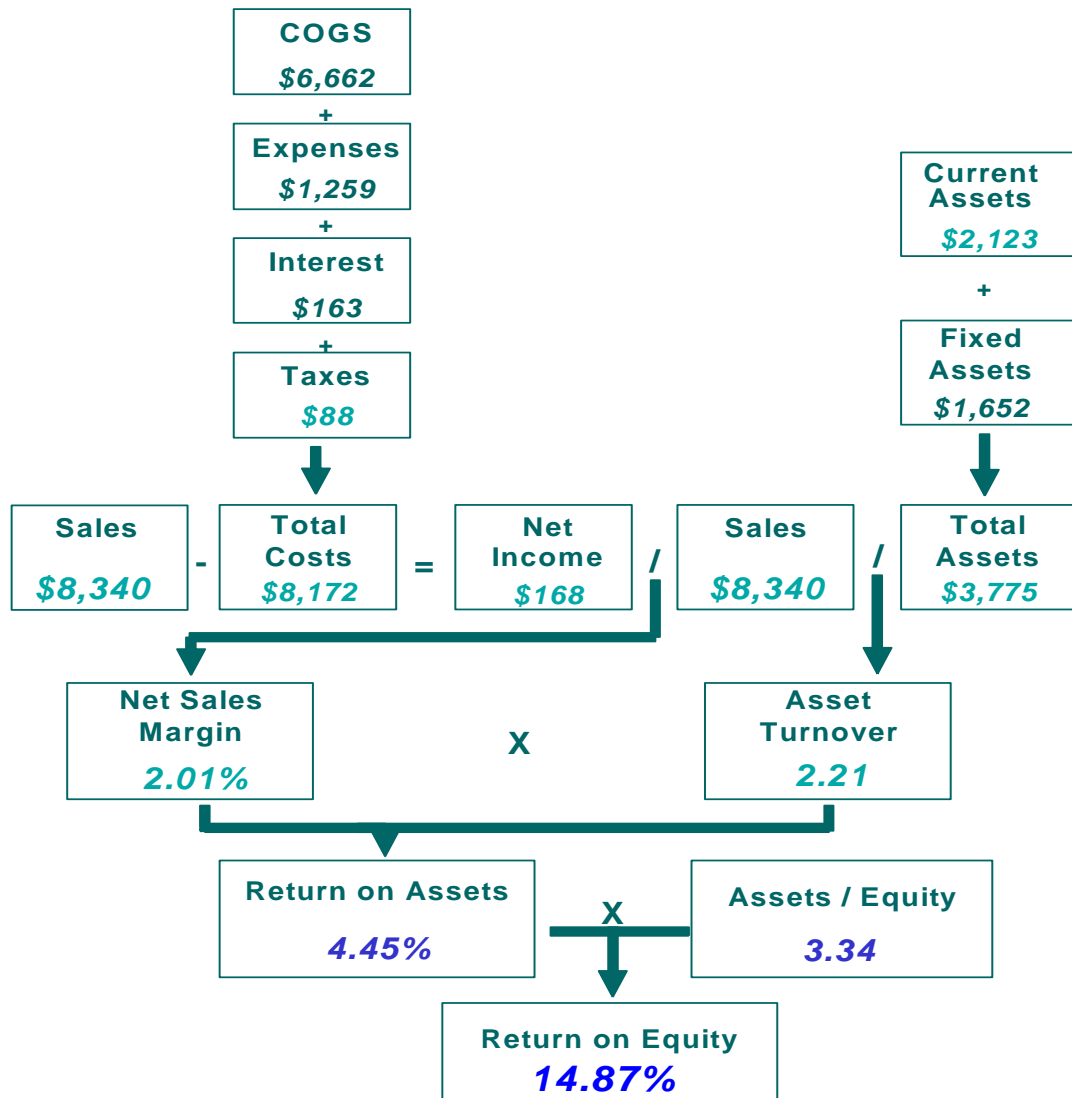 COGS
$6,662
+
Expenses
$1,259
+
Interest
$163
+
Taxes
$88
Current
Assets
$2,123
+
Fixed
Assets
$1,652
Sales
$8,340
-
Total
Costs
$8,172
=
Net
Income
$168
/
Sales
$8,340
/
Total
Assets
$3,775
Net Sales
Margin
2.01%
X
Asset
Turnover
2.21
Return on Assets
4.45%
X
Assets / Equity
3.34
Return on Equity
14.87%